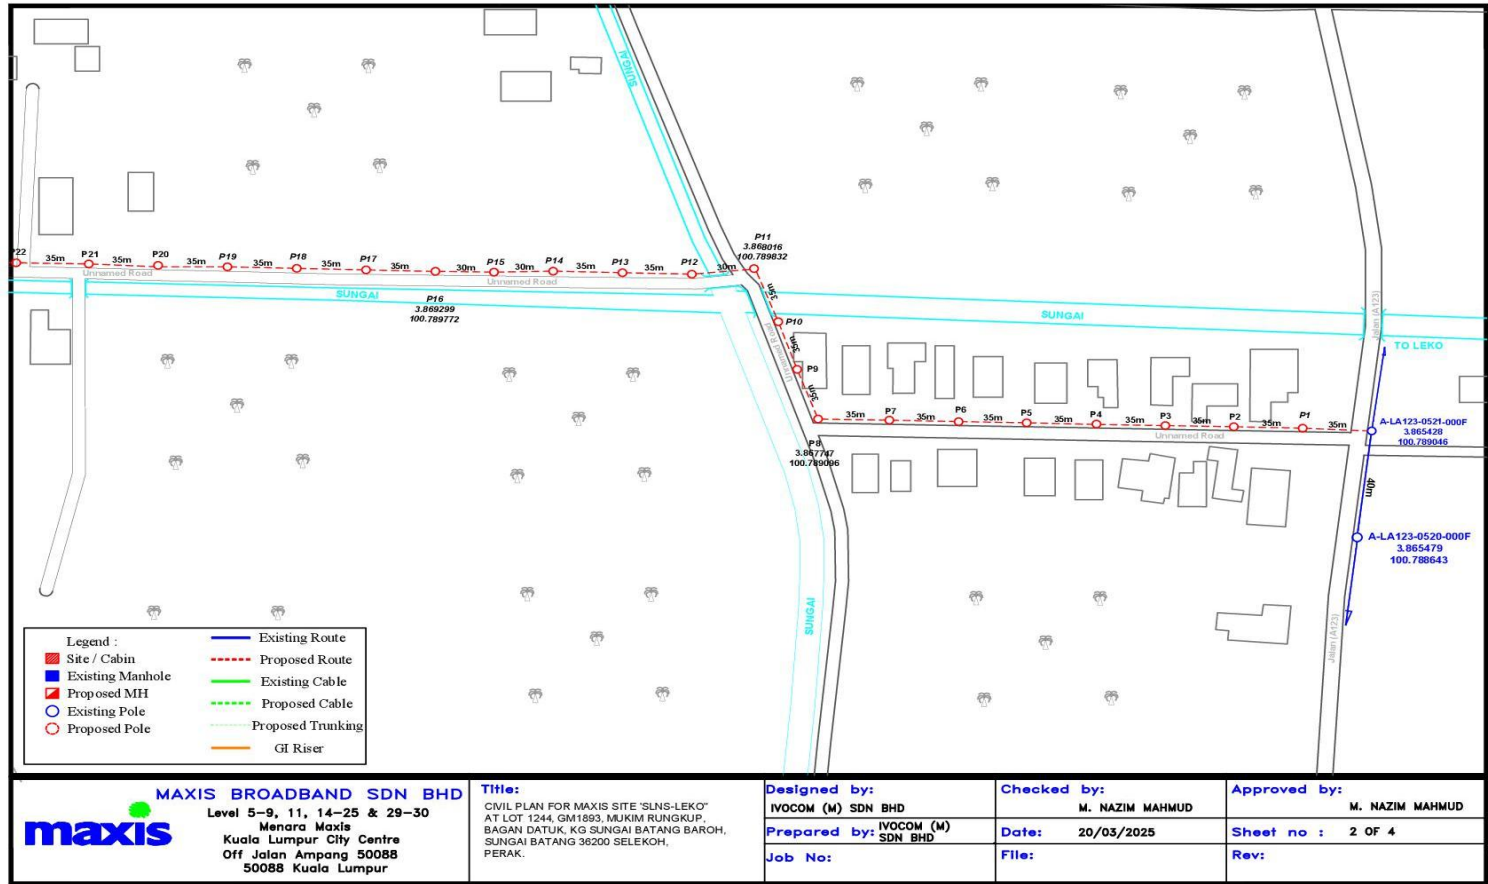 SUNGAI
P11
3.868016
100.789832
P22
35m
P21
35m
P20
35m
P19
35m
P18
35m
P17
35m
30m
P15
30m
P14
35m
P13
35m
P12
30m
Unnamed Road
Unnamed Road
SUNGAI
P16
3.869299
100.789772
35m
P10
35m
P9
35m
Unnamed Road
SUNGAI
Jalan (A123)
TO LEKO
P8
3.867747
100.789096
35m
P7
35m
P6
35m
P5
35m
P4
35m
P3
35m
P2
35m
P1
35m
Unnamed Road
A-LA123-0521-000F
3.865428
100.789046
40m
A-LA123-0520-000F
3.865479
100.788643
SUNGAI
Jalan (A123)
Legend :
Site / Cabin
Existing Manhole
Proposed MH
Existing Pole
Proposed Pole
Existing Route
Proposed Route
Existing Cable
Proposed Cable
Proposed Trunking
GI Riser
maxis
MAXIS BROADBAND SDN BHD
Level 5-9, 11, 14-25 & 29-30
Menara Maxis
Kuala Lumpur City Centre
Off Jalan Ampang 50088
50088 Kuala Lumpur
Title:
CIVIL PLAN FOR MAXIS SITE 'SLNS-LEKO"
AT LOT 1244, GM1893, MUKIM RUNGKUP,
BAGAN DATUK, KG SUNGAI BATANG BAROH,
SUNGAI BATANG 36200 SELEKOH,
PERAK.
Designed by:
IVOCOM (M) SDN BHD
Prepared by: IVOCOM (M)
SDN BHD
Job No:
Checked by:
M. NAZIM MAHMUD
Date: 20/03/2025
File:
Approved by:
M. NAZIM MAHMUD
Sheet no : 2 OF 4
Rev: